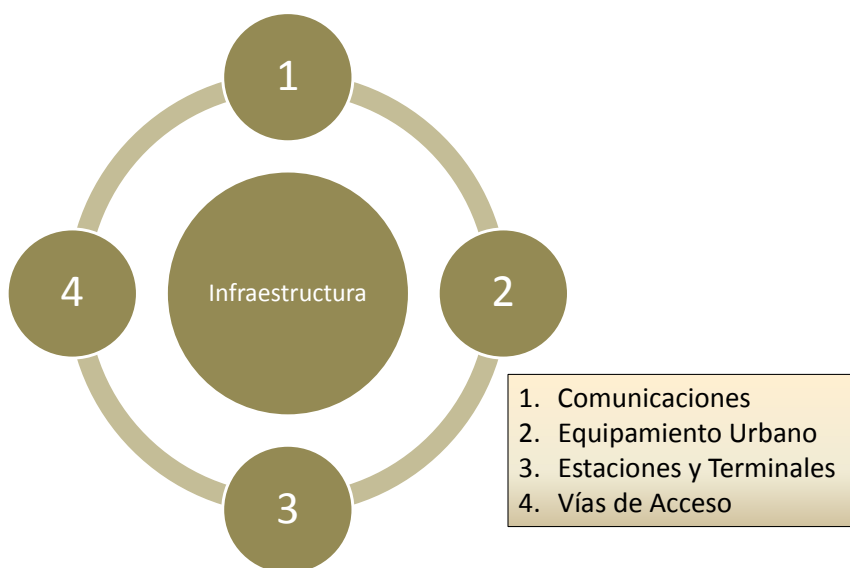 1
4
Infraestructura
2
3
1. Comunicaciones
2. Equipamiento Urbano
3. Estaciones y Terminales
4. Vías de Acceso